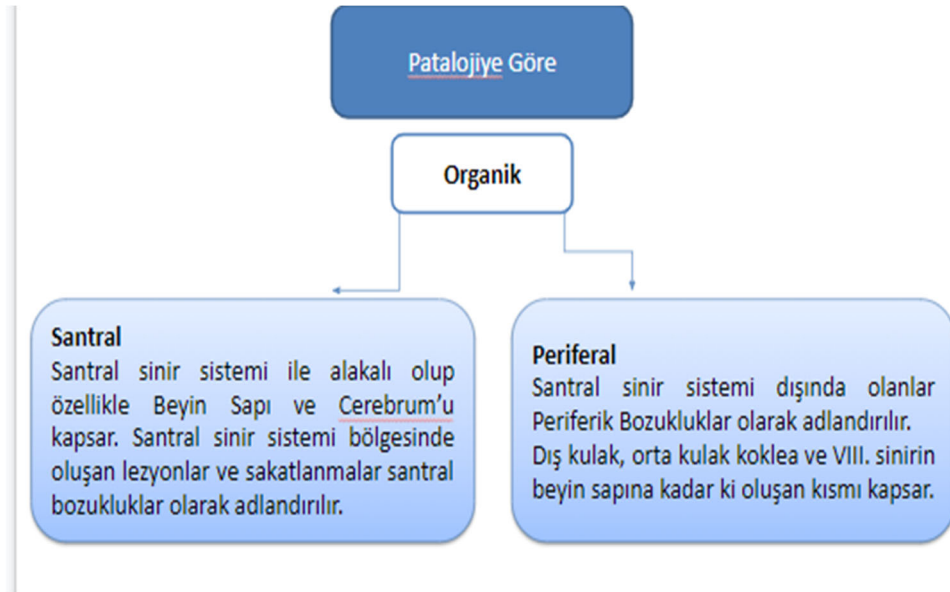 Patalojiye Göre
Organik
Santral
Santral sinir sistemi ile alakalı olup
özellikle Beyin Sapı ve Cerebrum’u
kapsar. Santral sinir sistemi bölgesinde
oluşan lezyonlar ve sakatlanmalar santral
bozukluklar olarak adlandırılır.
Periferal
Santral sinir sistemi dışında olanlar
Periferik Bozukluklar olarak adlandırılır.
Dış kulak, orta kulak koklea ve VIII. sinirin
beyin sapına kadar ki oluşan kısmı kapsar.